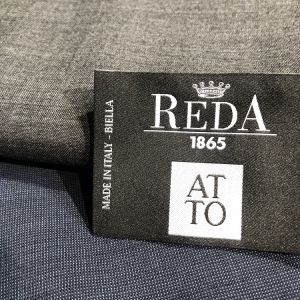 REDA
1865
AT
TO
MADE IN ITALY - BIELLA